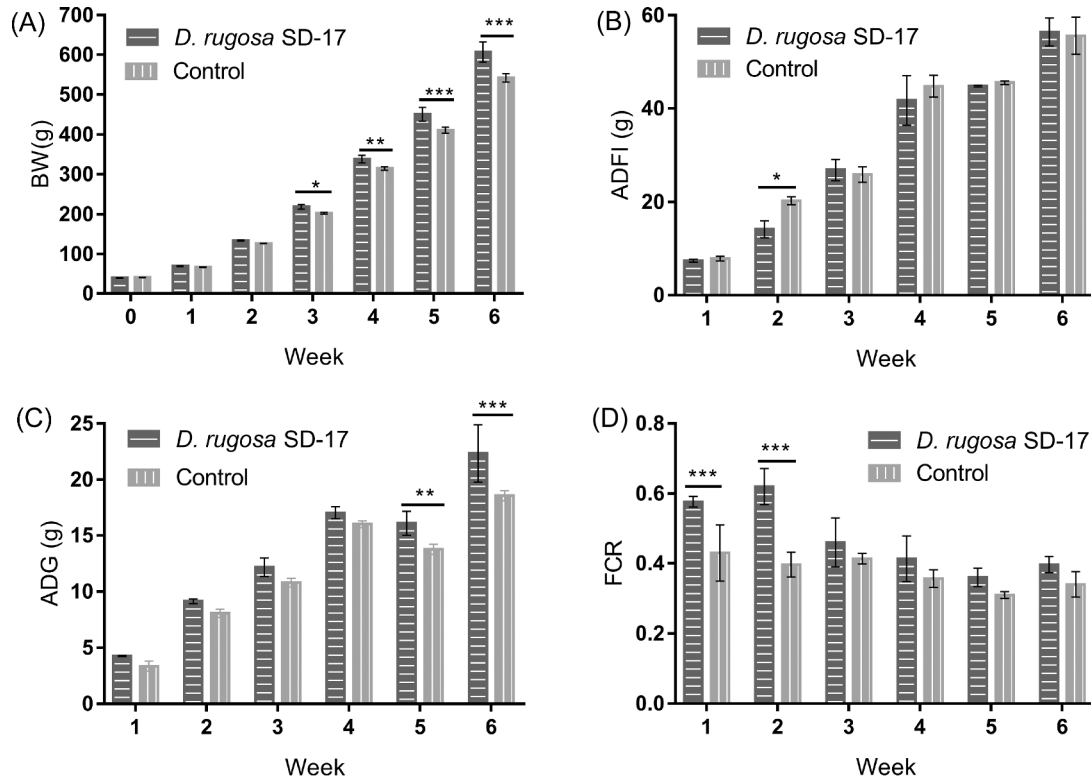 (A)
BW(g)
700
600
500
400
300
200
100
0
D. rugosa SD-17
Control
*
**
***
***
0 1 2 3 4 5 6
Week
(B)
ADFI (g)
60
40
20
0
D. rugosa SD-17
Control
*
1 2 3 4 5 6
Week
(C)
ADG (g)
25
20
15
10
5
0
D. rugosa SD-17
Control
**
***
1 2 3 4 5 6
Week
(D)
FCR
0.8
0.6
0.4
0.2
0.0
D. rugosa SD-17
Control
***
***
1 2 3 4 5 6
Week